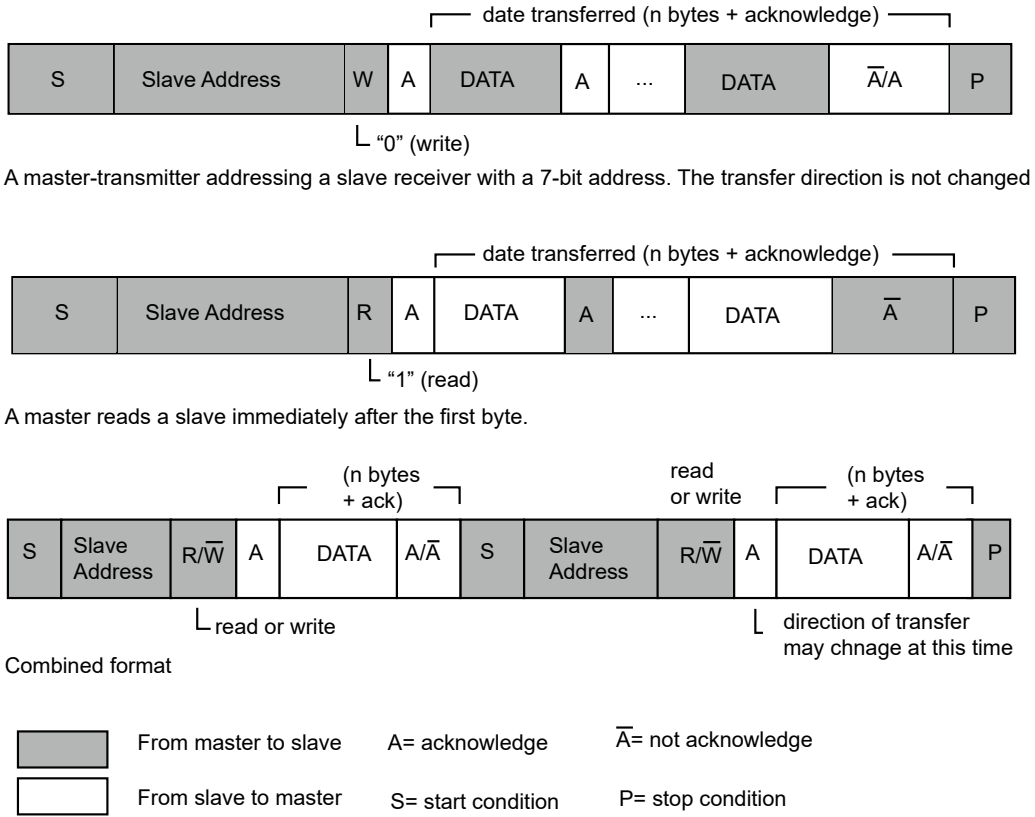 date transferred (n bytes + acknowledge)
S Slave Address W A DATA A ... DATA A̅/A P
“0” (write)
A master-transmitter addressing a slave receiver with a 7-bit address. The transfer direction is not changed
date transferred (n bytes + acknowledge)
S Slave Address R A DATA A ... DATA A̅ P
“1” (read)
A master reads a slave immediately after the first byte.
(n bytes
+ ack)
read
or write
(n bytes
+ ack)
S Slave
Address R/W̅ A DATA A/A̅ S Slave
Address R/W̅ A DATA A/A̅ P
read or write
direction of transfer
may chnage at this time
Combined format
From master to slave A= acknowledge A̅= not acknowledge
From slave to master S= start condition P= stop condition